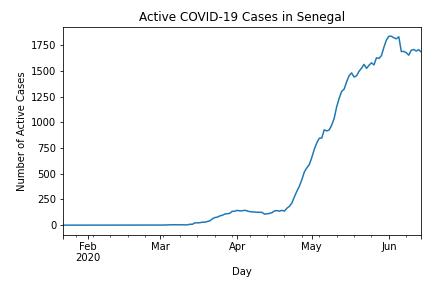 Active COVID-19 Cases in Senegal
Number of Active Cases
1750
1500
1250
1000
750
500
250
0
Feb
2020
Mar
Apr
May
Jun
Day